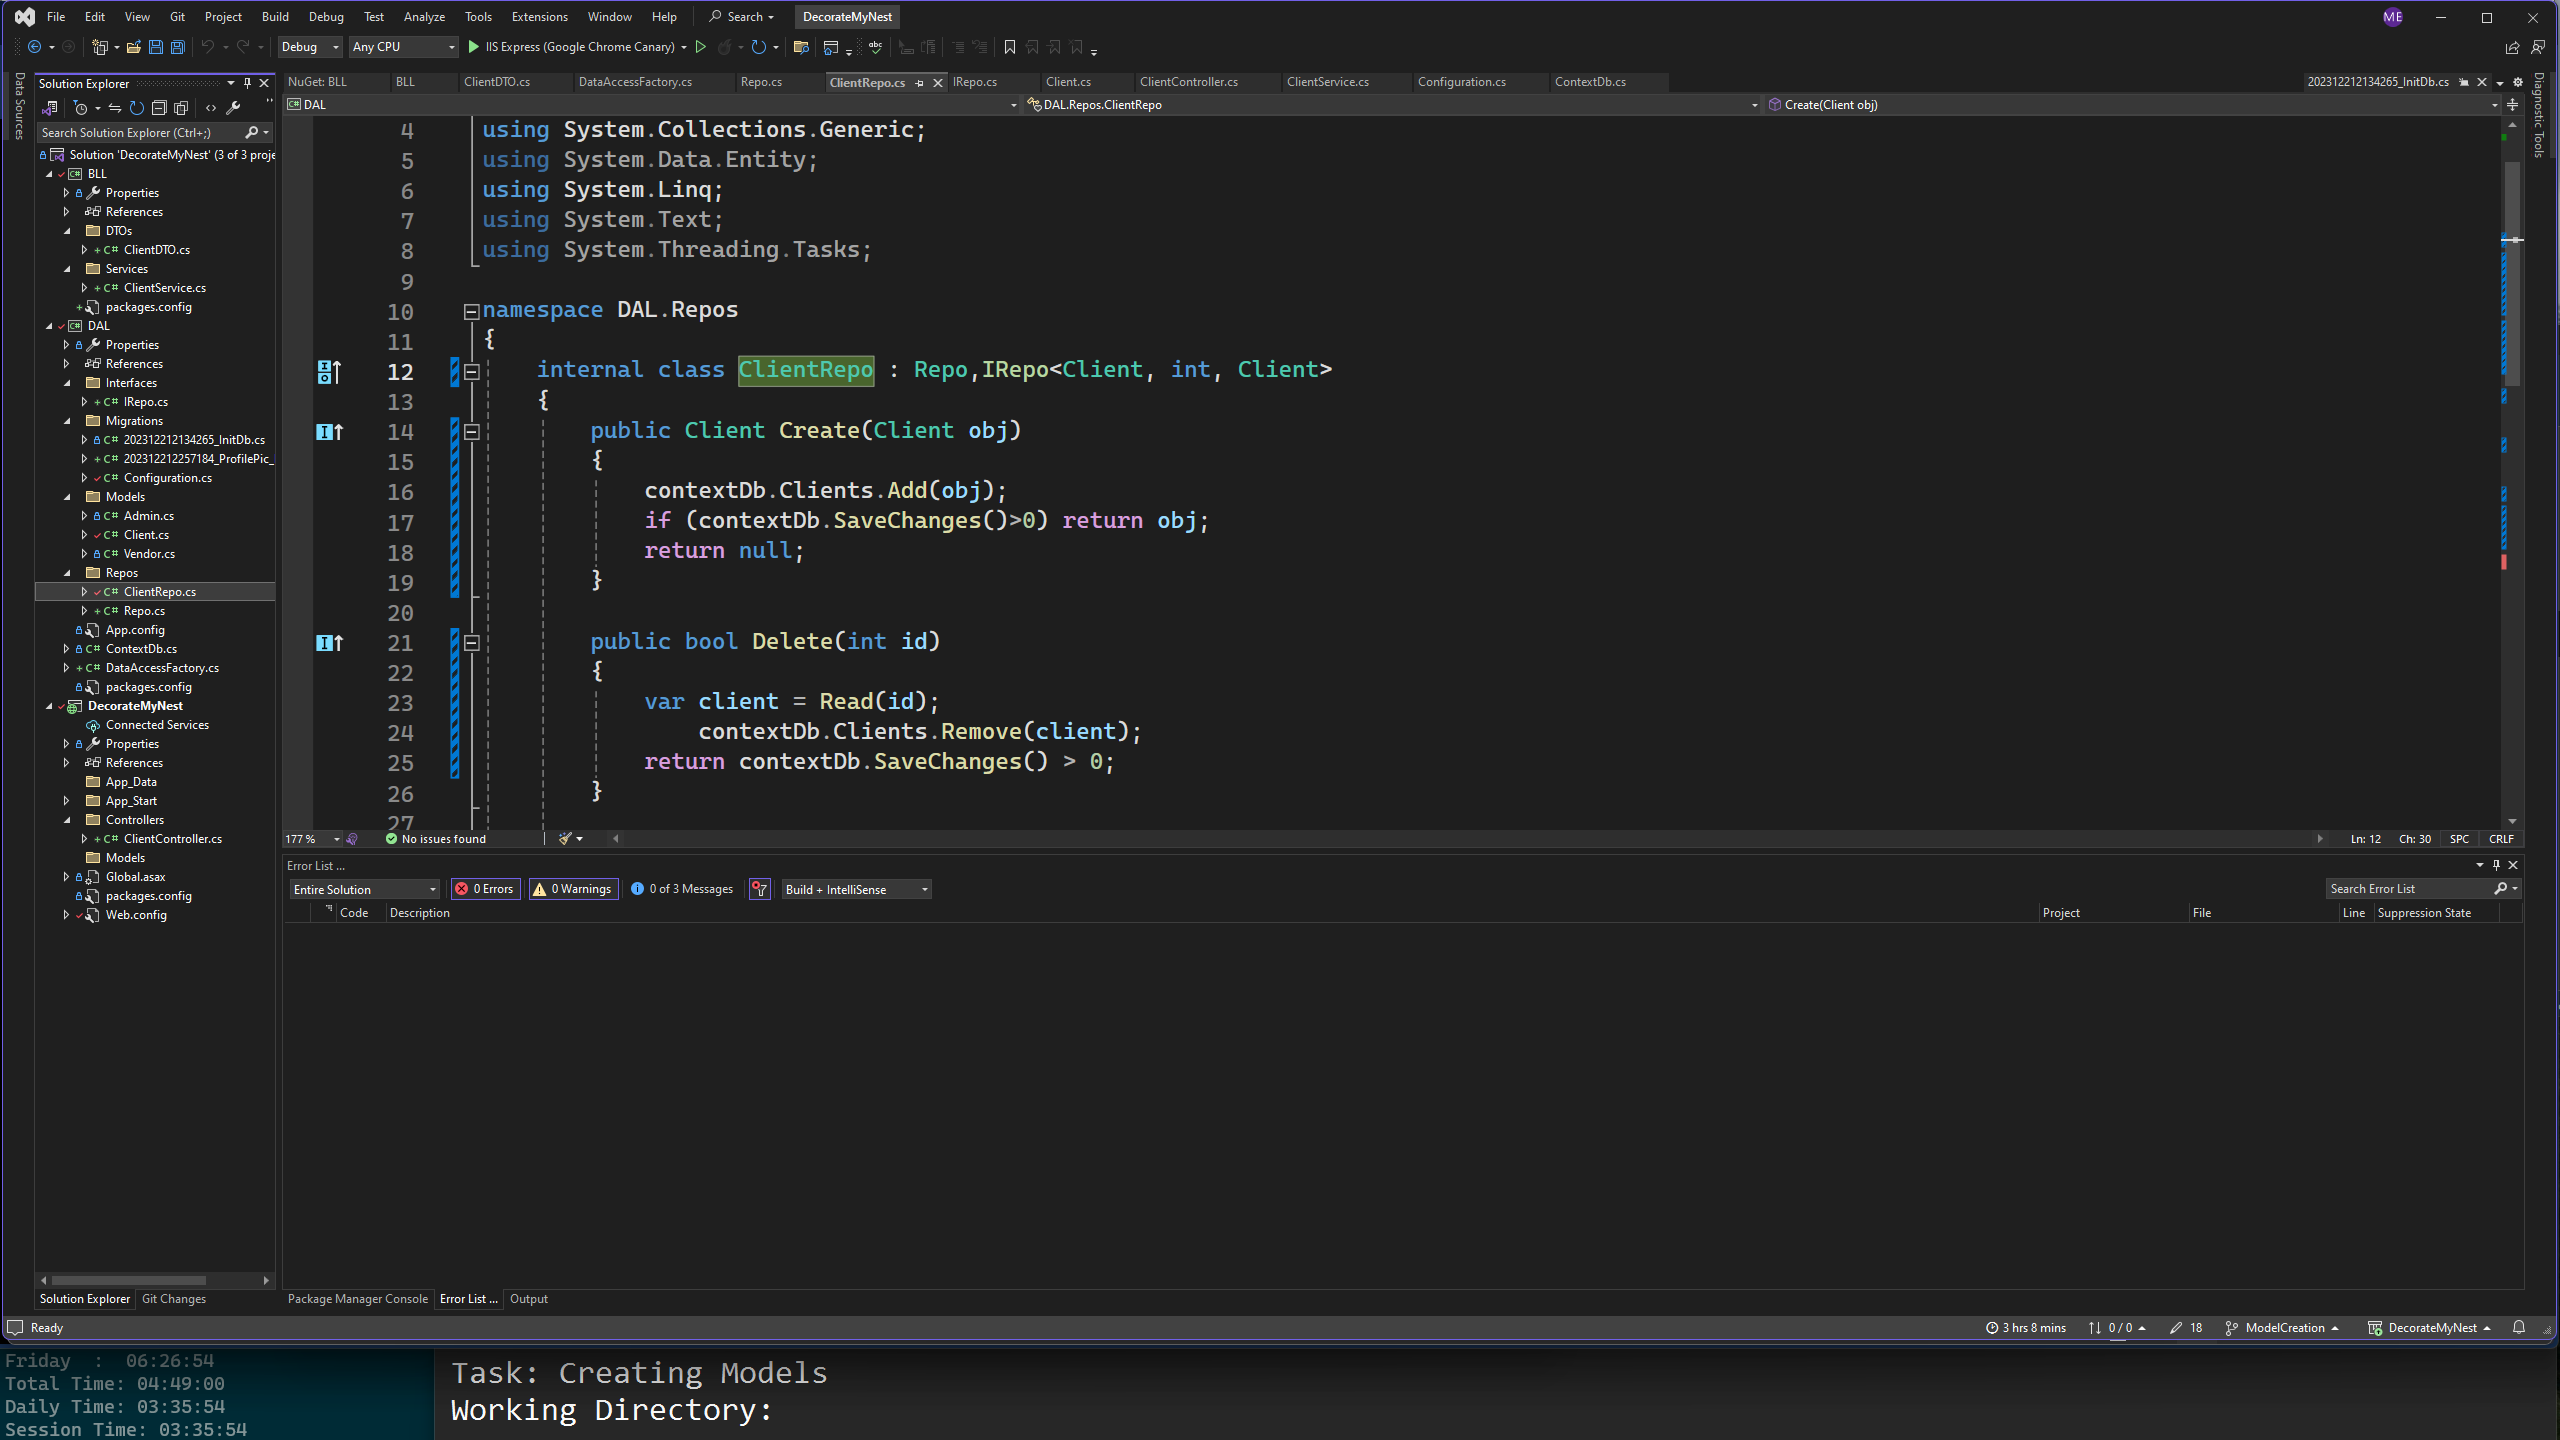 File Edit View Git Project Build Debug Test Analyze Tools Extensions Window Help Search DecorateMyNest ME
Debug Any CPU IIS Express (Google Chrome Canary) abc
Data Sources
Solution Explorer
Search Solution Explorer (Ctrl+;)
Solution 'DecorateMyNest' (3 of 3 proje
BLL
Properties
References
DTOs
C# ClientDTO.cs
Services
C# ClientService.cs
packages.config
DAL
Properties
References
Interfaces
C# IRepo.cs
Migrations
C# 202312212134265_InitDb.cs
C# 202312212257184_ProfilePic_
C# Configuration.cs
Models
C# Admin.cs
C# Client.cs
C# Vendor.cs
Repos
C# ClientRepo.cs
C# Repo.cs
App.config
C# ContextDb.cs
C# DataAccessFactory.cs
packages.config
DecorateMyNest
Connected Services
Properties
References
App_Data
App_Start
Controllers
C# ClientController.cs
Models
Global.asax
packages.config
Web.config
Solution Explorer Git Changes
NuGet: BLL BLL ClientDTO.cs DataAccessFactory.cs Repo.cs ClientRepo.cs IRepo.cs Client.cs ClientController.cs ClientService.cs Configuration.cs ContextDb.cs 202312212134265_InitDb.cs
C# DAL DAL.Repos.ClientRepo Create(Client obj)
4 using System.Collections.Generic;
5 using System.Data.Entity;
6 using System.Linq;
7 using System.Text;
8 using System.Threading.Tasks;
9
10 namespace DAL.Repos
11 {
12 internal class ClientRepo : Repo,IRepo<Client, int, Client>
13 {
14 public Client Create(Client obj)
15 {
16 contextDb.Clients.Add(obj);
17 if (contextDb.SaveChanges()>0) return obj;
18 return null;
19 }
20
21 public bool Delete(int id)
22 {
23 var client = Read(id);
24 contextDb.Clients.Remove(client);
25 return contextDb.SaveChanges() > 0;
26 }
27
177 % No issues found Ln: 12 Ch: 30 SPC CRLF
Diagnostic Tools
Error List ...
Entire Solution 0 Errors 0 Warnings 0 of 3 Messages Build + IntelliSense Search Error List
Code Description Project File Line Suppression State
Package Manager Console Error List ... Output
Ready 3 hrs 8 mins 0 / 0 18 ModelCreation DecorateMyNest
Friday : 06:26:54
Total Time: 04:49:00
Daily Time: 03:35:54
Session Time: 03:35:54
Task: Creating Models
Working Directory: